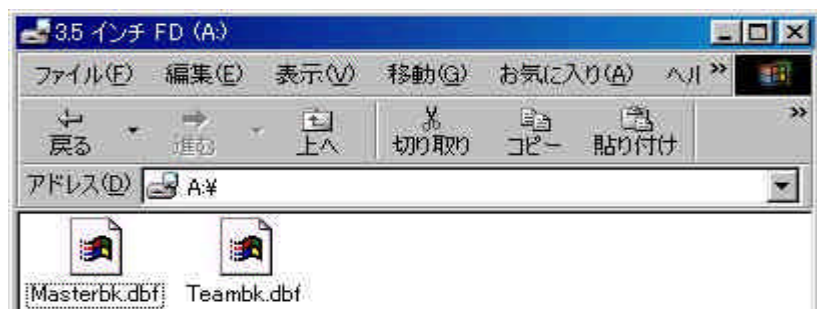 3.5 インチ FD (A:)
ファイル(F) 編集(E) 表示(V) 移動(G) お気に入り(A) ヘル »
戻る 進む 上へ 切り取り コピー 貼り付け »
アドレス(D) A:¥
Masterbk.dbf Teambk.dbf